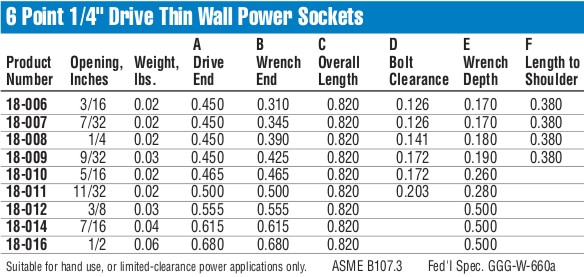 6 Point 1/4" Drive Thin Wall Power Sockets
A B C D E F
Product Opening, Weight, Drive Wrench Overall Bolt Wrench Length to
Number Inches lbs. End End Length Clearance Depth Shoulder
18-006 3/16 0.02 0.450 0.310 0.820 0.126 0.170 0.380
18-007 7/32 0.02 0.450 0.345 0.820 0.126 0.170 0.380
18-008 1/4 0.02 0.450 0.390 0.820 0.141 0.180 0.380
18-009 9/32 0.03 0.450 0.425 0.820 0.172 0.190 0.380
18-010 5/16 0.02 0.465 0.465 0.820 0.172 0.260
18-011 11/32 0.02 0.500 0.500 0.820 0.203 0.280
18-012 3/8 0.03 0.555 0.555 0.820 0.500
18-014 7/16 0.04 0.615 0.615 0.820 0.500
18-016 1/2 0.06 0.680 0.680 0.820 0.500
Suitable for hand use, or limited-clearance power applications only. ASME B107.3 Fed'l Spec. GGG-W-660a